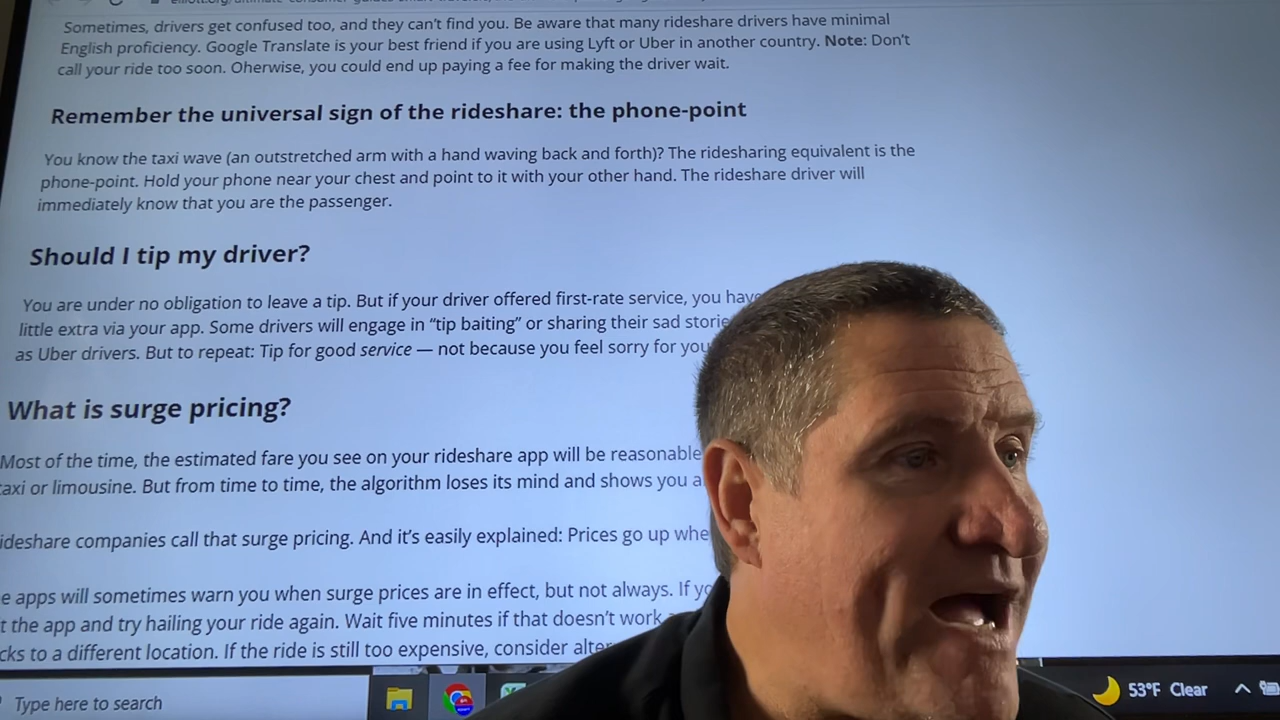 Sometimes, drivers get confused too, and they can't find you. Be aware that many rideshare drivers have minimal
English proficiency. Google Translate is your best friend if you are using Lyft or Uber in another country. Note: Don't
call your ride too soon. Oherwise, you could end up paying a fee for making the driver wait.
Remember the universal sign of the rideshare: the phone-point
You know the taxi wave (an outstretched arm with a hand waving back and forth)? The ridesharing equivalent is the
phone-point. Hold your phone near your chest and point to it with your other hand. The rideshare driver will
immediately know that you are the passenger.
Should I tip my driver?
You are under no obligation to leave a tip. But if your driver offered first-rate service, you have
little extra via your app. Some drivers will engage in “tip baiting” or sharing their sad storie
as Uber drivers. But to repeat: Tip for good service — not because you feel sorry for you
What is surge pricing?
Most of the time, the estimated fare you see on your rideshare app will be reasonable
taxi or limousine. But from time to time, the algorithm loses its mind and shows you a
ideshare companies call that surge pricing. And it's easily explained: Prices go up whe
e apps will sometimes warn you when surge prices are in effect, but not always. If yo
t the app and try hailing your ride again. Wait five minutes if that doesn't work
cks to a different location. If the ride is still too expensive, consider alter
Type here to search
53°F Clear